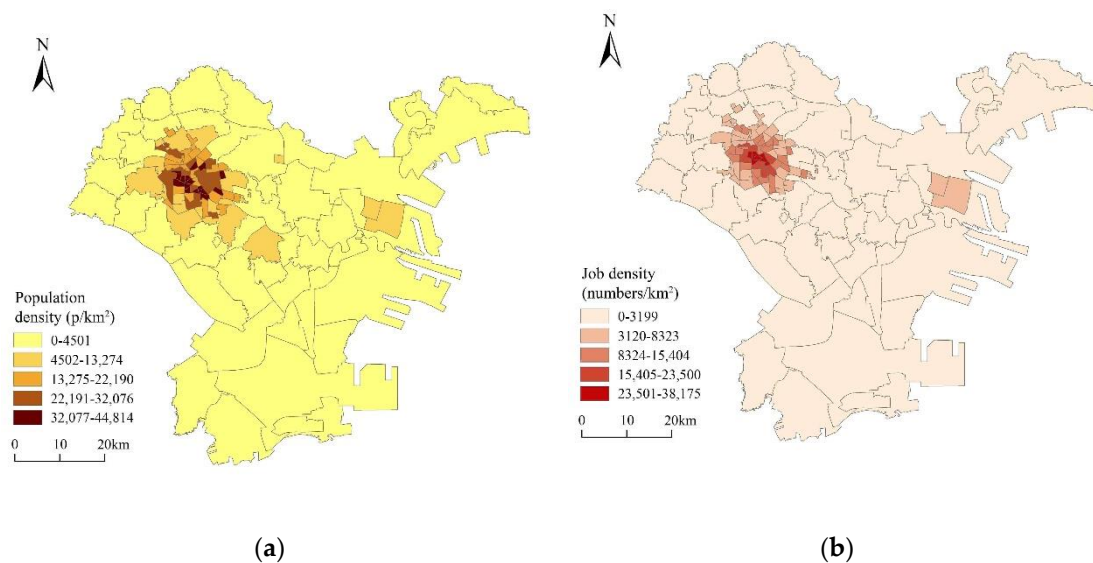 N
Population
density (p/km²)
0-4501
4502-13,274
13,275-22,190
22,191-32,076
32,077-44,814
0 10 20km
(a)
N
Job density
(numbers/km²)
0-3199
3120-8323
8324-15,404
15,405-23,500
23,501-38,175
0 10 20km
(b)